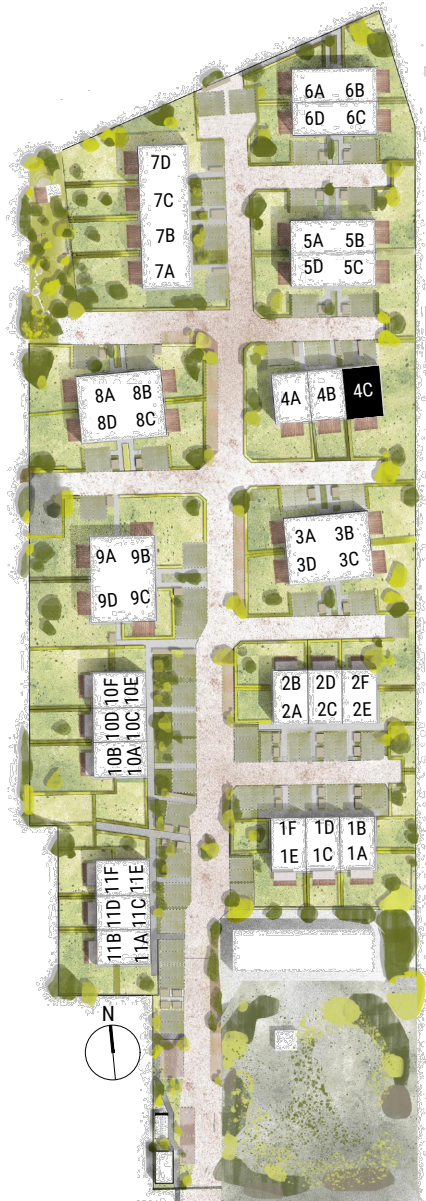 6A 6B
6D 6C
7D
7C
7B
7A
5A 5B
5D 5C
8A 8B
8D 8C
4A 4B 4C
3A 3B
3D 3C
9A 9B
9D 9C
2B 2D 2F
2A 2C 2E
10F 10E
10D 10C
10B 10A
1F 1D 1B
1E 1C 1A
11F 11E
11D 11C
11B 11A
N